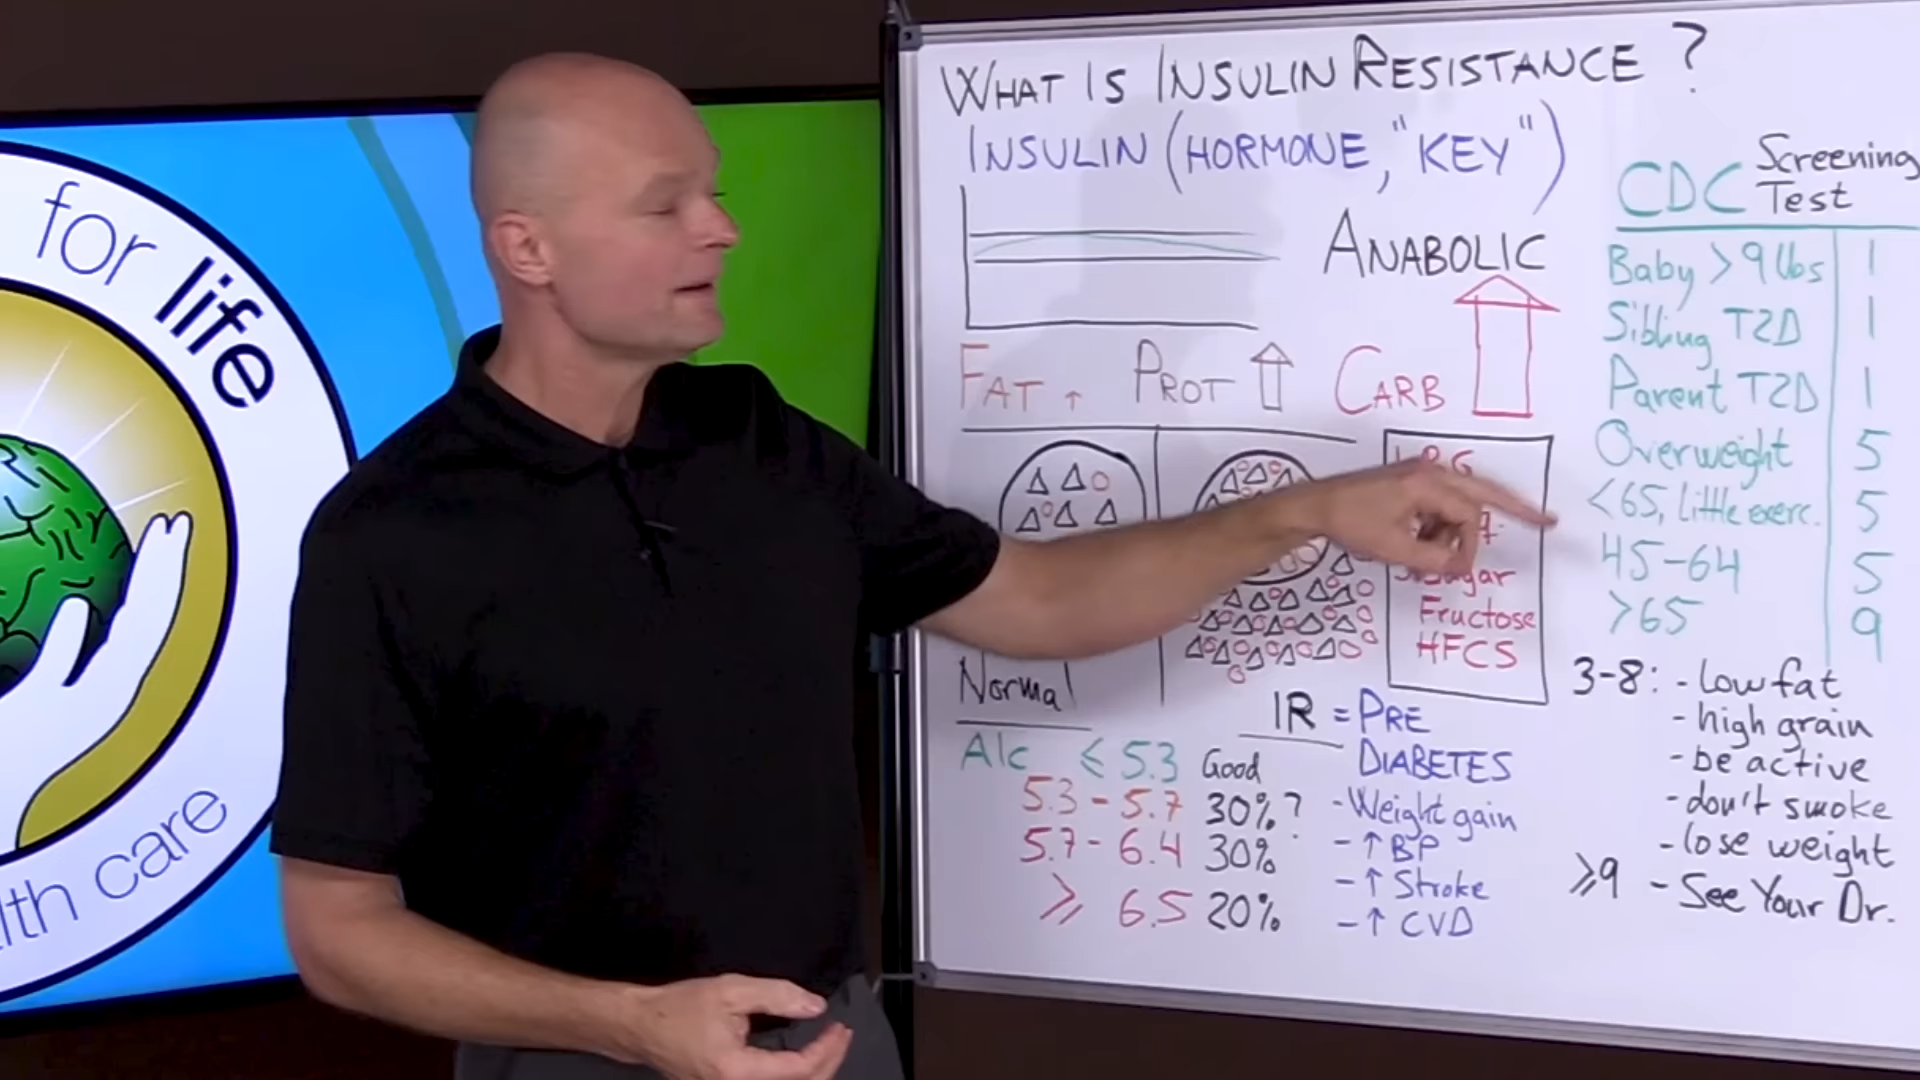 for life
lth care
WHAT IS INSULIN RESISTANCE ?
INSULIN (HORMONE, "KEY")
ANABOLIC
FAT ↑ PROT CARB
Sugar
Fructose
HFCS
Normal
IR = PRE
DIABETES
- Weight gain
- ↑ BP
- ↑ Stroke
- ↑ CVD
A1c ≤ 5.3 Good
5.3 - 5.7 30%?
5.7 - 6.4 30%
≥ 6.5 20%
CDC Screening
Test
Baby > 9 lbs 1
Sibling T2D 1
Parent T2D 1
Overweight 5
<65, little exerc. 5
45-64 5
>65 9
3-8: - low fat
- high grain
- be active
- don't smoke
- lose weight
≥9 - See Your Dr.